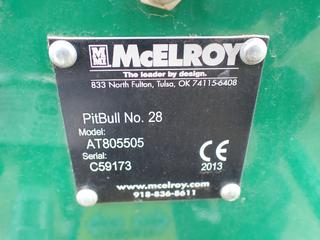 McELROY
The leader by design.
833 North Fulton, Tulsa, OK 74115-6408
PitBull No. 28
Model:
AT805505
Serial:
C59173
CE
2013
www.mcelroy.com
918-836-8611